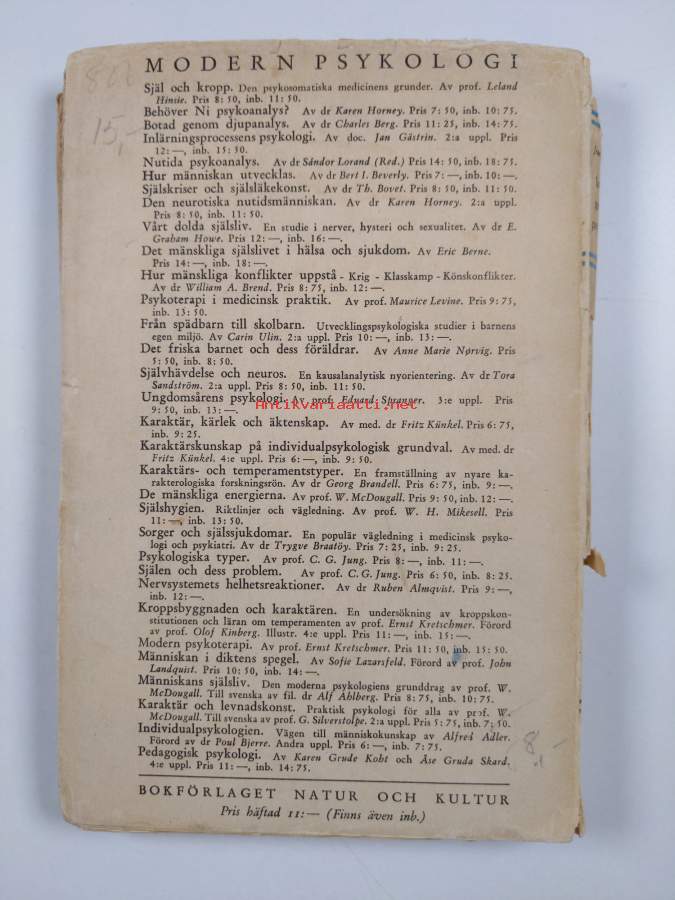 MODERN PSYKOLOGI
15,-
Själ och kropp. Den psykosomatiska medicinens grunder. Av prof. Leland
Hinsie. Pris 8: 50, inb. 11: 50.
Behöver Ni psykoanalys? Av dr Karen Horney. Pris 7: 50, inb. 10: 75.
Botad genom djupanalys. Av dr Charles Berg. Pris 11: 25, inb. 14: 75.
Inlärningsprocessens psykologi. Av doc. Jan Gästrin. 2:a uppl. Pris
12: —, inb. 15: 50.
Nutida psykoanalys. Av dr Sándor Lorand (Red.) Pris 14: 50, inb. 18: 75.
Hur människan utvecklas. Av dr Bert I. Beverly. Pris 7: —, inb. 10: —.
Själskriser och själsläkekonst. Av dr Th. Bovet. Pris 8: 50, inb. 11: 50.
Den neurotiska nutidsmänniskan. Av dr Karen Horney. 2:a uppl.
Pris 8: 50, inb. 11: 50.
Vårt dolda själsliv. En studie i nerver, hysteri och sexualitet. Av dr E.
Graham Howe. Pris 12: —, inb. 16: —.
Det mänskliga själslivet i hälsa och sjukdom. Av Eric Berne.
Pris 14: —, inb. 18: —.
Hur mänskliga konflikter uppstå - Krig - Klasskamp - Könskonflikter.
Av dr William A. Brend. Pris 8: 75, inb. 12: —.
Psykoterapi i medicinsk praktik. Av prof. Maurice Levine. Pris 9: 75,
inb. 13: 50.
Från spädbarn till skolbarn. Utvecklingspsykologiska studier i barnens
egen miljö. Av Carin Ulin. 2:a uppl. Pris 10: —, inb. 13: —.
Det friska barnet och dess föräldrar. Av Anne Marie Nørvig. Pris
5: 50, inb. 8: 50.
Självhävdelse och neuros. En kausalanalytisk nyorientering. Av dr Tora
Sandström. 2:a uppl. Pris 8: 50, inb. 11: 50.
Ungdomsårens psykologi. Av prof. Eduard Spranger. 3:e uppl. Pris
9: 50, inb. 13: —.
Antikvariaatti.net
Karaktär, kärlek och äktenskap. Av med. dr Fritz Künkel. Pris 6: 75,
inb. 9: 25.
Karaktärskunskap på individualpsykologisk grundval. Av med. dr
Fritz Künkel. 4:e uppl. Pris 6: —, inb. 9: 50.
Karaktärs- och temperamentstyper. En framställning av nyare ka-
rakterologiska forskningsrön. Av dr Georg Brandell. Pris 6: 75, inb. 9: —.
De mänskliga energierna. Av prof. W. McDougall. Pris 9: 50, inb. 12: —.
Själshygien. Riktlinjer och vägledning. Av prof. W. H. Mikesell. Pris
11: —, inb. 13: 50.
Sorger och själssjukdomar. En populär vägledning i medicinsk psyko-
logi och psykiatri. Av dr Trygve Braatöy. Pris 7: 25, inb. 9: 25.
Psykologiska typer. Av prof. C. G. Jung. Pris 8: —, inb. 11: —.
Själen och dess problem. Av prof. C. G. Jung. Pris 6: 50, inb. 8: 25.
Nervsystemets helhetsreaktioner. Av dr Ruben Almqvist. Pris 9: —,
inb. 12: —.
Kroppsbyggnaden och karaktären. En undersökning av kroppskon-
stitutionen och läran om temperamenten av prof. Ernst Kretschmer. Förord
av prof. Olof Kinberg. Illustr. 4:e uppl. Pris 11: —, inb. 15: —.
Modern psykoterapi. Av prof. Ernst Kretschmer. Pris 11: 50, inb. 15: 50.
Människan i diktens spegel. Av Sofie Lazarsfeld. Förord av prof. John
Landquist. Pris 10: 50, inb. 14: —.
Människans själsliv. Den moderna psykologiens grunddrag av prof. W.
McDougall. Till svenska av fil. dr Alf Ahlberg. Pris 8: 75, inb. 10: 75.
Karaktär och levnadskonst. Praktisk psykologi för alla av prof. W.
McDougall. Till svenska av prof. G. Silverstolpe. 2:a uppl. Pris 5: 75, inb. 7: 50.
Individualpsykologien. Vägen till människokunskap av Alfred Adler.
Förord av dr Poul Bjerre. Andra uppl. Pris 6: —, inb. 7: 75.
Pedagogisk psykologi. Av Karen Grude Koht och Åse Gruda Skard.
4:e uppl. Pris 11: —, inb. 14: 75.
BOKFÖRLAGET NATUR OCH KULTUR
Pris häftad 11: — (Finns även inb.)